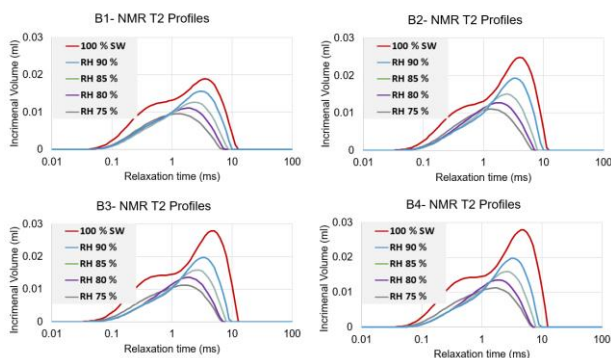 B1- NMR T2 Profiles
Incrimenal Volume (ml)
0.03
0.02
0.01
0
100 % SW
RH 90 %
RH 85 %
RH 80 %
RH 75 %
0.01 0.1 1 10 100
Relaxation time (ms)
B2- NMR T2 Profiles
Incrimenal Volume (ml)
0.03
0.02
0.01
0
100 % SW
RH 90 %
RH 85 %
RH 80 %
RH 75 %
0.01 0.1 1 10 100
Relaxation time (ms)
B3- NMR T2 Profiles
Incrimenal Volume (ml)
0.03
0.02
0.01
0
100 % SW
RH 90 %
RH 85 %
RH 80 %
RH 75 %
0.01 0.1 1 10 100
Relaxation time (ms)
B4- NMR T2 Profiles
Incrimenal Volume (ml)
0.03
0.02
0.01
0
100 % SW
RH 90 %
RH 85 %
RH 80 %
RH 75 %
0.01 0.1 1 10 100
Relaxation time (ms)